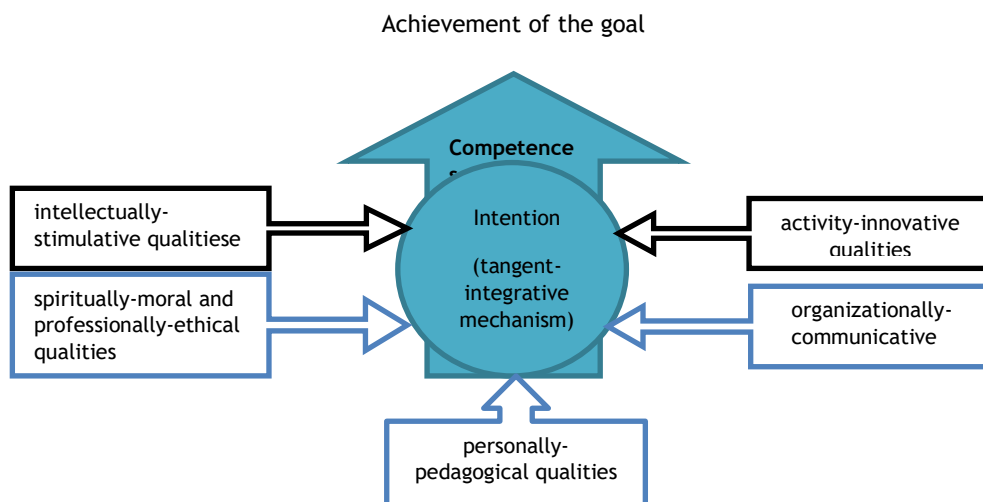 Achievement of the goal
Competence
intellectually-
stimulative qualitiese
Intention
(tangent-
integrative
mechanism)
activity-innovative
qualities
spiritually-moral and
professionally-ethical
qualities
organizationally-
communicative
personally-
pedagogical qualities